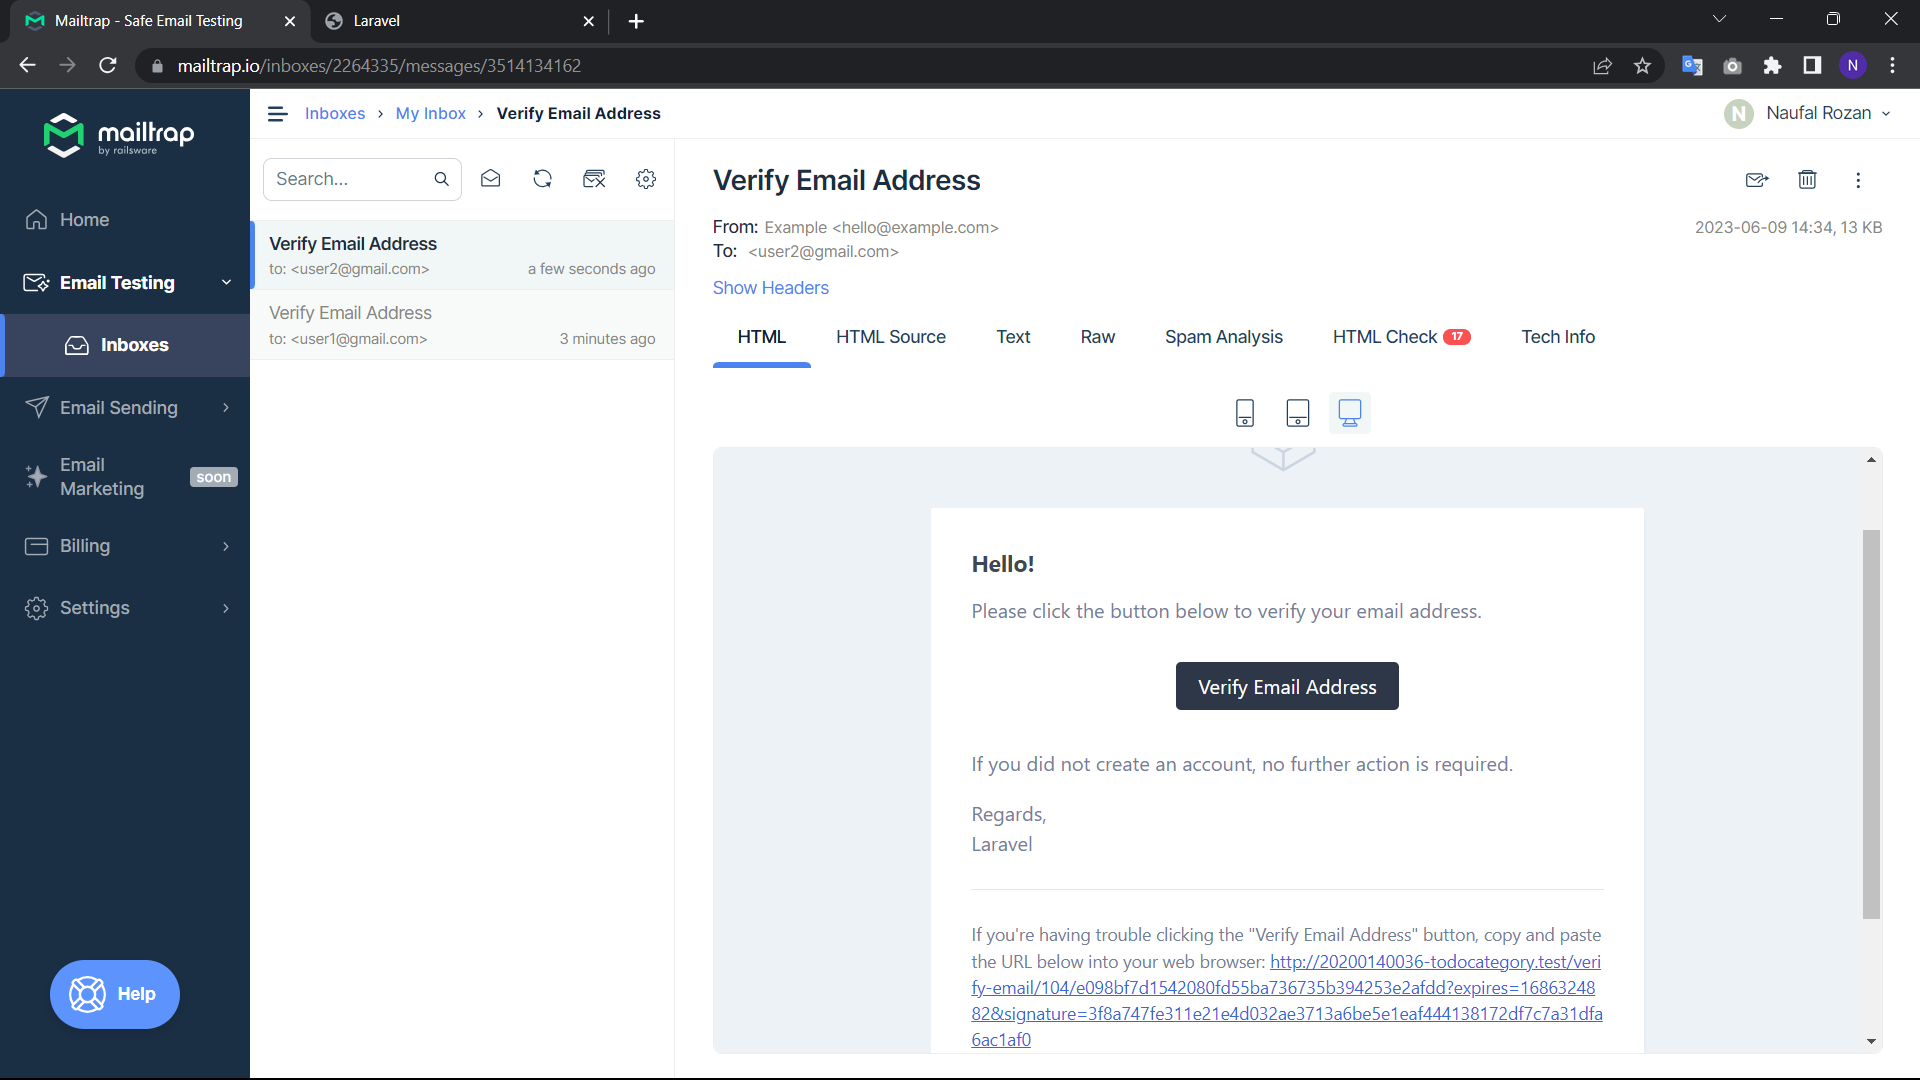 Mailtrap - Safe Email Testing
Laravel
mailtrap.io/inboxes/2264335/messages/3514134162
N
mailtrap
by railsware
Home
Email Testing
Inboxes
Email Sending
Email Marketing
soon
Billing
Settings
Help
Inboxes › My Inbox › Verify Email Address
N Naufal Rozan
Search...
Verify Email Address
to: <user2@gmail.com> a few seconds ago
Verify Email Address
to: <user1@gmail.com> 3 minutes ago
Verify Email Address
From: Example <hello@example.com> 2023-06-09 14:34, 13 KB
To: <user2@gmail.com>
Show Headers
HTML HTML Source Text Raw Spam Analysis HTML Check 17 Tech Info
Hello!
Please click the button below to verify your email address.
Verify Email Address
If you did not create an account, no further action is required.
Regards,
Laravel
If you're having trouble clicking the "Verify Email Address" button, copy and paste
the URL below into your web browser: http://20200140036-todocategory.test/veri
fy-email/104/e098bf7d1542080fd55ba736735b394253e2afdd?expires=16863248
82&signature=3f8a747fe311e21e4d032ae3713a6be5e1eaf444138172df7c7a31dfa
6ac1af0